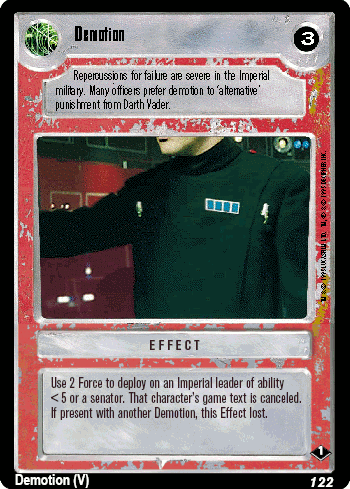 Demotion
3
Repercussions for failure are severe in the Imperial
military. Many officers prefer demotion to 'alternative'
punishment from Darth Vader.
EFFECT
Use 2 Force to deploy on an Imperial leader of ability
< 5 or a senator. That character's game text is canceled.
If present with another Demotion, this Effect lost.
1
Demotion (V)
122